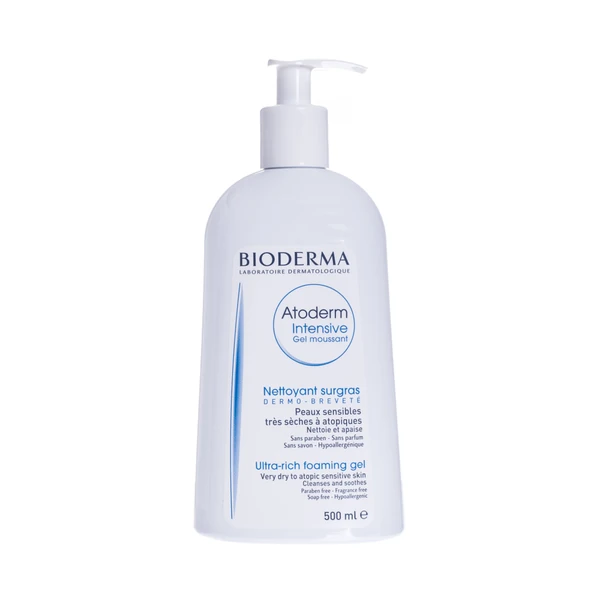 BIODERMA
LABORATOIRE DERMATOLOGIQUE
Atoderm
Intensive
Gel moussant
Nettoyant surgras
DERMO-BREVETÉ
Peaux sensibles
très sèches à atopiques
Nettoie et apaise
Sans paraben - Sans parfum
Sans savon - Hypoallergénique
Ultra-rich foaming gel
Very dry to atopic sensitive skin
Cleanses and soothes
Paraben free - Fragrance free
Soap free - Hypoallergenic
500 ml ℮